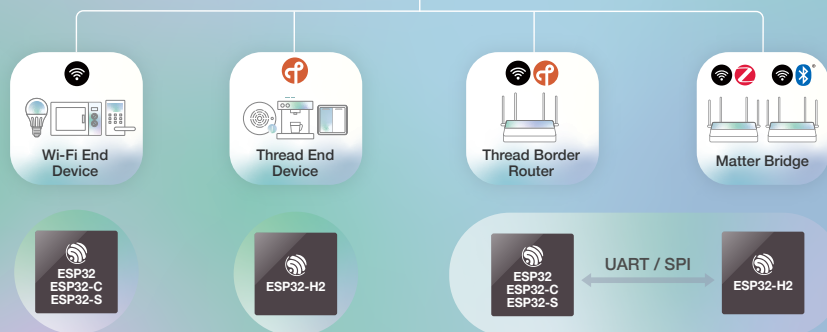 Wi-Fi End
Device
Thread End
Device
Thread Border
Router
Matter Bridge
ESP32
ESP32-C
ESP32-S
ESP32-H2
ESP32
ESP32-C
ESP32-S
UART / SPI
ESP32-H2